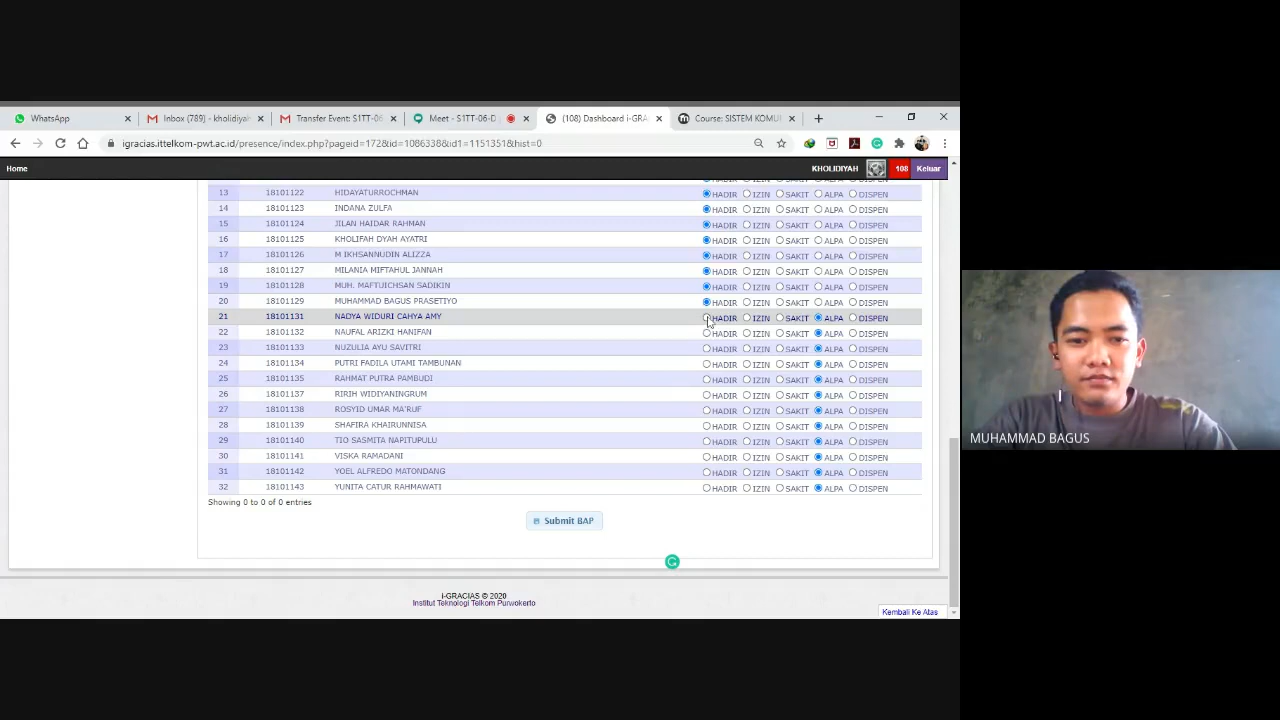 WhatsApp
Inbox (789) - kholidiyah
Transfer Event: S1TT-06-
Meet - S1TT-06-D
(108) Dashboard i-GRA
Course: SISTEM KOMU
igracias.ittelkom-pwt.ac.id/presence/index.php?pageid=172&id=1086338&id1=1151351&hist=0
Home
KHOLIDIYAH
108
Keluar
13 18101122 HIDAYATURROCHMAN HADIR IZIN SAKIT ALPA DISPEN
14 18101123 INDANA ZULFA HADIR IZIN SAKIT ALPA DISPEN
15 18101124 JILAN HAIDAR RAHMAN HADIR IZIN SAKIT ALPA DISPEN
16 18101125 KHOLIFAH DYAH AYATRI HADIR IZIN SAKIT ALPA DISPEN
17 18101126 M IKHSANNUDIN ALIZZA HADIR IZIN SAKIT ALPA DISPEN
18 18101127 MILANIA MIFTAHUL JANNAH HADIR IZIN SAKIT ALPA DISPEN
19 18101128 MUH. MAFTUICHSAN SADIKIN HADIR IZIN SAKIT ALPA DISPEN
20 18101129 MUHAMMAD BAGUS PRASETIYO HADIR IZIN SAKIT ALPA DISPEN
21 18101131 NADYA WIDURI CAHYA AMY HADIR IZIN SAKIT ALPA DISPEN
22 18101132 NAUFAL ARIZKI HANIFAN HADIR IZIN SAKIT ALPA DISPEN
23 18101133 NUZULIA AYU SAVITRI HADIR IZIN SAKIT ALPA DISPEN
24 18101134 PUTRI FADILA UTAMI TAMBUNAN HADIR IZIN SAKIT ALPA DISPEN
25 18101135 RAHMAT PUTRA PAMBUDI HADIR IZIN SAKIT ALPA DISPEN
26 18101137 RIRIH WIDIYANINGRUM HADIR IZIN SAKIT ALPA DISPEN
27 18101138 ROSYID UMAR MA'RUF HADIR IZIN SAKIT ALPA DISPEN
28 18101139 SHAFIRA KHAIRUNNISA HADIR IZIN SAKIT ALPA DISPEN
29 18101140 TIO SASMITA NAPITUPULU HADIR IZIN SAKIT ALPA DISPEN
30 18101141 VISKA RAMADANI HADIR IZIN SAKIT ALPA DISPEN
31 18101142 YOEL ALFREDO MATONDANG HADIR IZIN SAKIT ALPA DISPEN
32 18101143 YUNITA CATUR RAHMAWATI HADIR IZIN SAKIT ALPA DISPEN
Showing 0 to 0 of 0 entries
Submit BAP
i-GRACIAS © 2020
Institut Teknologi Telkom Purwokerto
Kembali Ke Atas
MUHAMMAD BAGUS